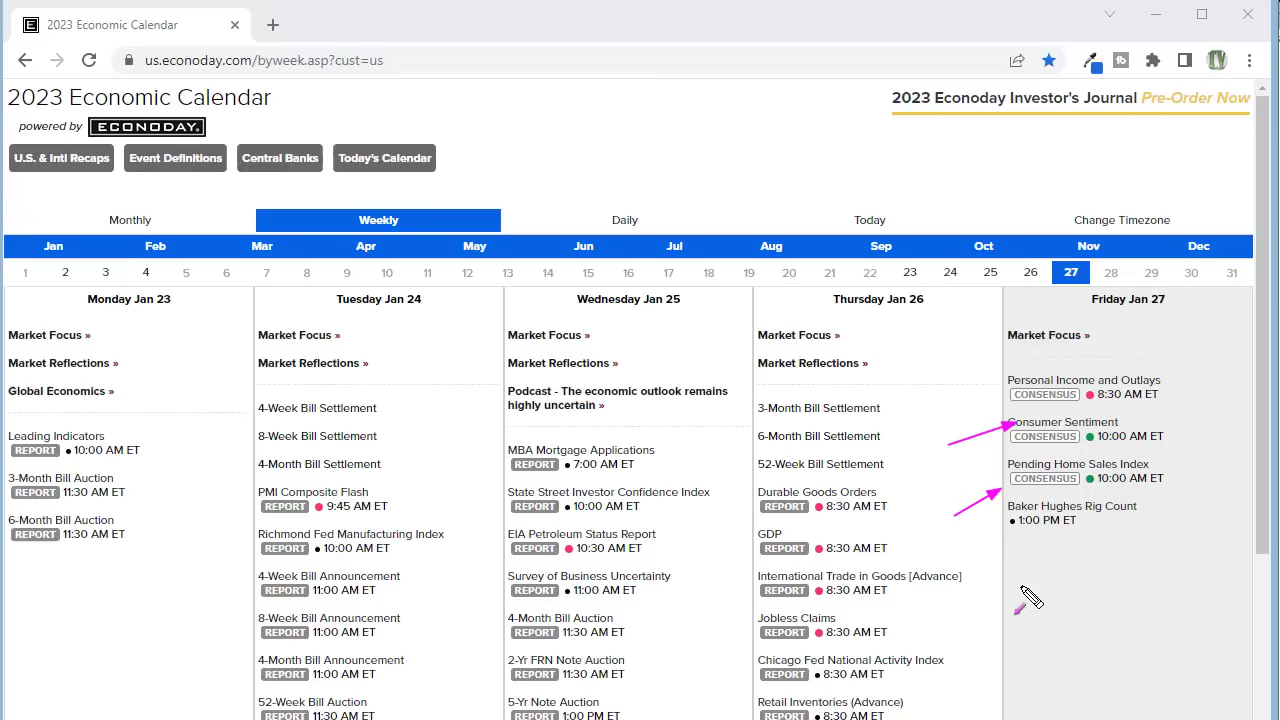 2023 Economic Calendar
us.econoday.com/byweek.asp?cust=us
2023 Economic Calendar
2023 Econoday Investor's Journal Pre-Order Now
powered by ECONODAY.
U.S. & Intl Recaps Event Definitions Central Banks Today's Calendar
Monthly Weekly Daily Today Change Timezone
Jan Feb Mar Apr May Jun Jul Aug Sep Oct Nov Dec
1 2 3 4 5 6 7 8 9 10 11 12 13 14 15 16 17 18 19 20 21 22 23 24 25 26 27 28 29 30 31
Monday Jan 23
Market Focus »
Market Reflections »
Global Economics »
Leading Indicators
REPORT • 10:00 AM ET
3-Month Bill Auction
REPORT 11:30 AM ET
6-Month Bill Auction
REPORT 11:30 AM ET
Tuesday Jan 24
Market Focus »
Market Reflections »
4-Week Bill Settlement
8-Week Bill Settlement
4-Month Bill Settlement
PMI Composite Flash
REPORT • 9:45 AM ET
Richmond Fed Manufacturing Index
REPORT • 10:00 AM ET
4-Week Bill Announcement
REPORT 11:00 AM ET
8-Week Bill Announcement
REPORT 11:00 AM ET
4-Month Bill Announcement
REPORT 11:00 AM ET
52-Week Bill Auction
REPORT 11:30 AM ET
Wednesday Jan 25
Market Focus »
Market Reflections »
Podcast - The economic outlook remains
highly uncertain »
MBA Mortgage Applications
REPORT • 7:00 AM ET
State Street Investor Confidence Index
REPORT • 10:00 AM ET
EIA Petroleum Status Report
REPORT • 10:30 AM ET
Survey of Business Uncertainty
REPORT • 11:00 AM ET
4-Month Bill Auction
REPORT 11:30 AM ET
2-Yr FRN Note Auction
REPORT 11:30 AM ET
5-Yr Note Auction
REPORT 1:00 PM ET
Thursday Jan 26
Market Focus »
Market Reflections »
3-Month Bill Settlement
6-Month Bill Settlement
52-Week Bill Settlement
Durable Goods Orders
REPORT • 8:30 AM ET
GDP
REPORT • 8:30 AM ET
International Trade in Goods [Advance]
REPORT • 8:30 AM ET
Jobless Claims
REPORT • 8:30 AM ET
Chicago Fed National Activity Index
REPORT • 8:30 AM ET
Retail Inventories (Advance)
REPORT • 8:30 AM ET
Friday Jan 27
Market Focus »
Personal Income and Outlays
CONSENSUS • 8:30 AM ET
Consumer Sentiment
CONSENSUS • 10:00 AM ET
Pending Home Sales Index
CONSENSUS • 10:00 AM ET
Baker Hughes Rig Count
• 1:00 PM ET